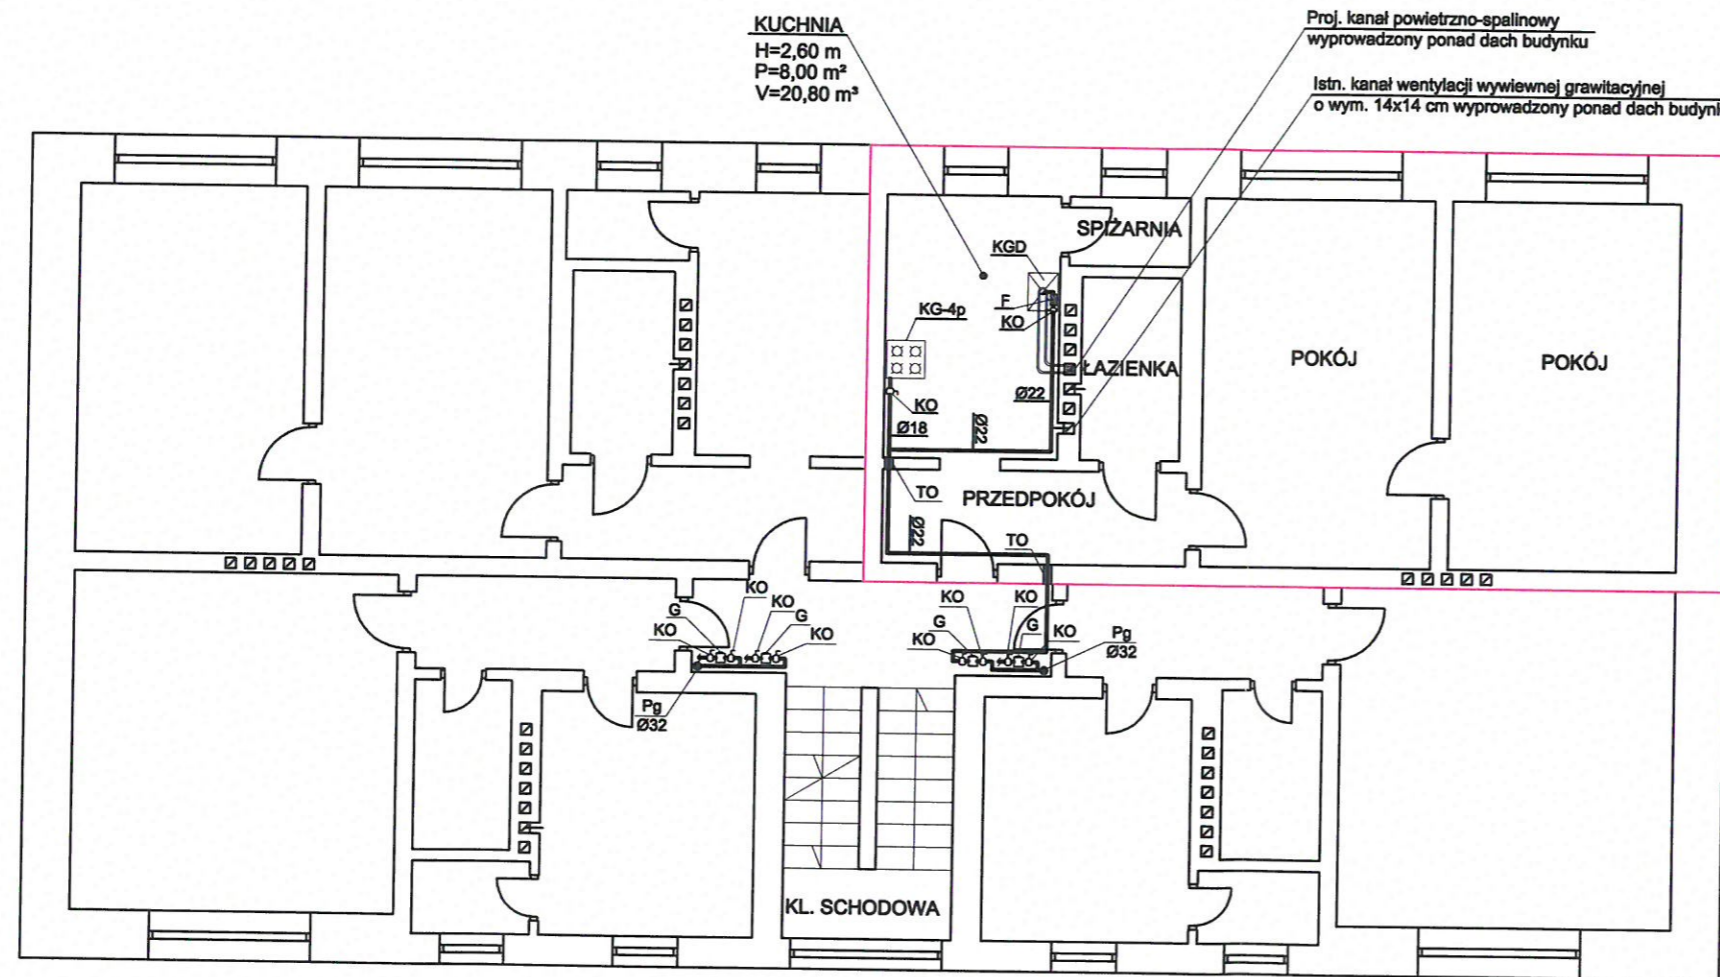 KUCHNIA
H=2,60 m
P=8,00 m²
V=20,80 m³
Proj. kanał powietrzno-spalinowy
wyprowadzony ponad dach budynku
Istn. kanał wentylacji wywiewnej grawitacyjnej
o wym. 14x14 cm wyprowadzony ponad dach
SPIŻARNIA
KGD
F
KO
KG-4p
ŁAZIENKA
POKÓJ
POKÓJ
KO
Ø22
Ø18
Ø22
TO
PRZEDPOKÓJ
Ø22
TO
KO
KO
G
G
KO
KO
KO
KO
G
G
KO
KO
Pg
Ø32
Pg
Ø32
KL. SCHODOWA